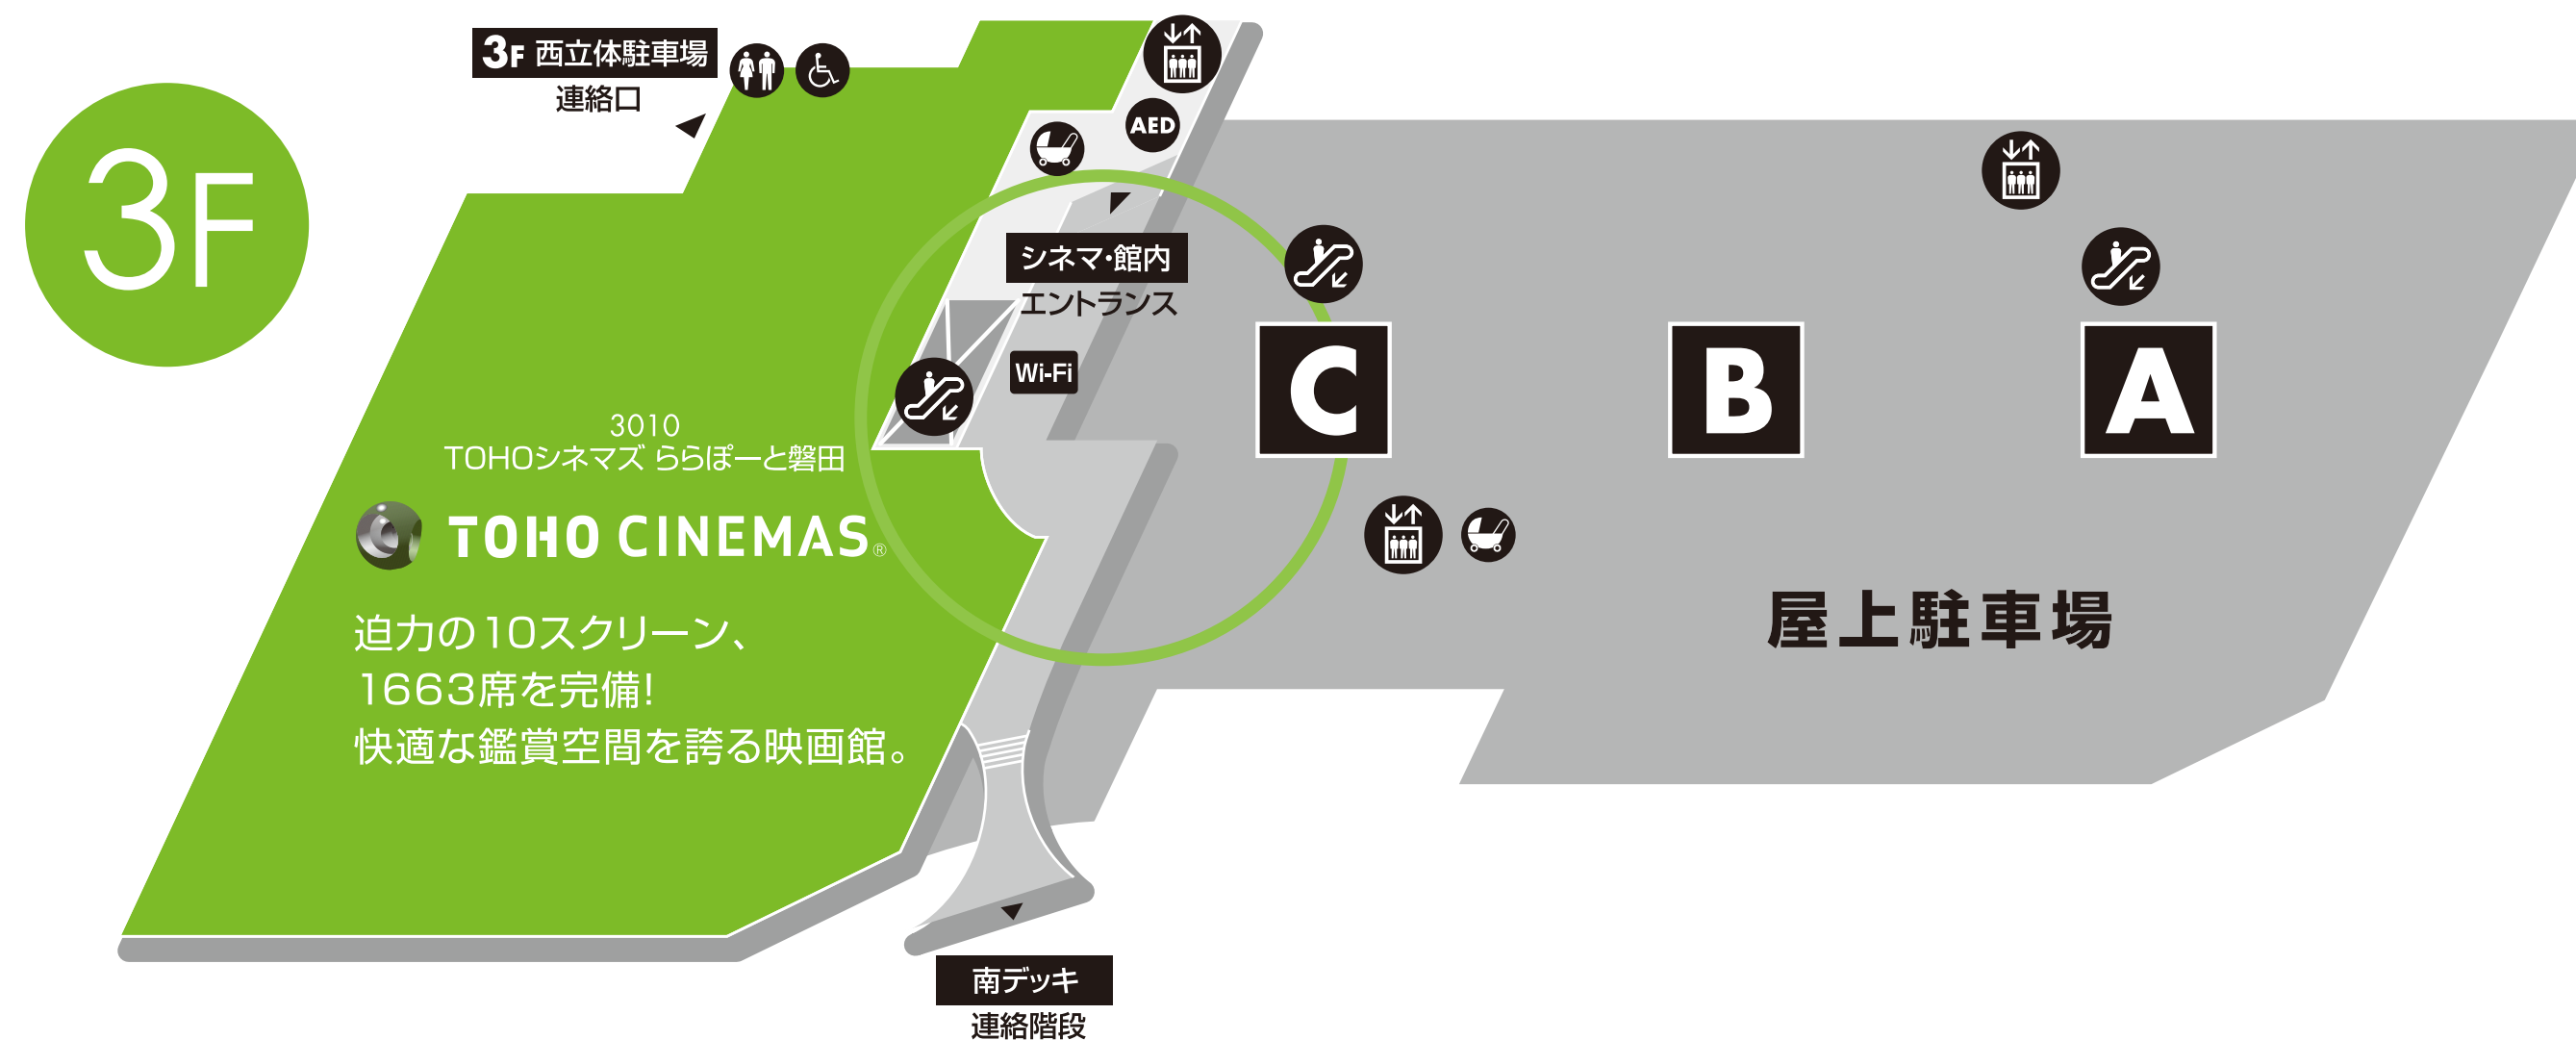 3F
3F 西立体駐車場
連絡口
AED
シネマ・館内
エントランス
Wi-Fi
C
B
A
3010
TOHOシネマズ ららぽーと磐田
TOHO CINEMAS®
迫力の10スクリーン、
1663席を完備!
快適な鑑賞空間を誇る映画館。
屋上駐車場
南デッキ
連絡階段